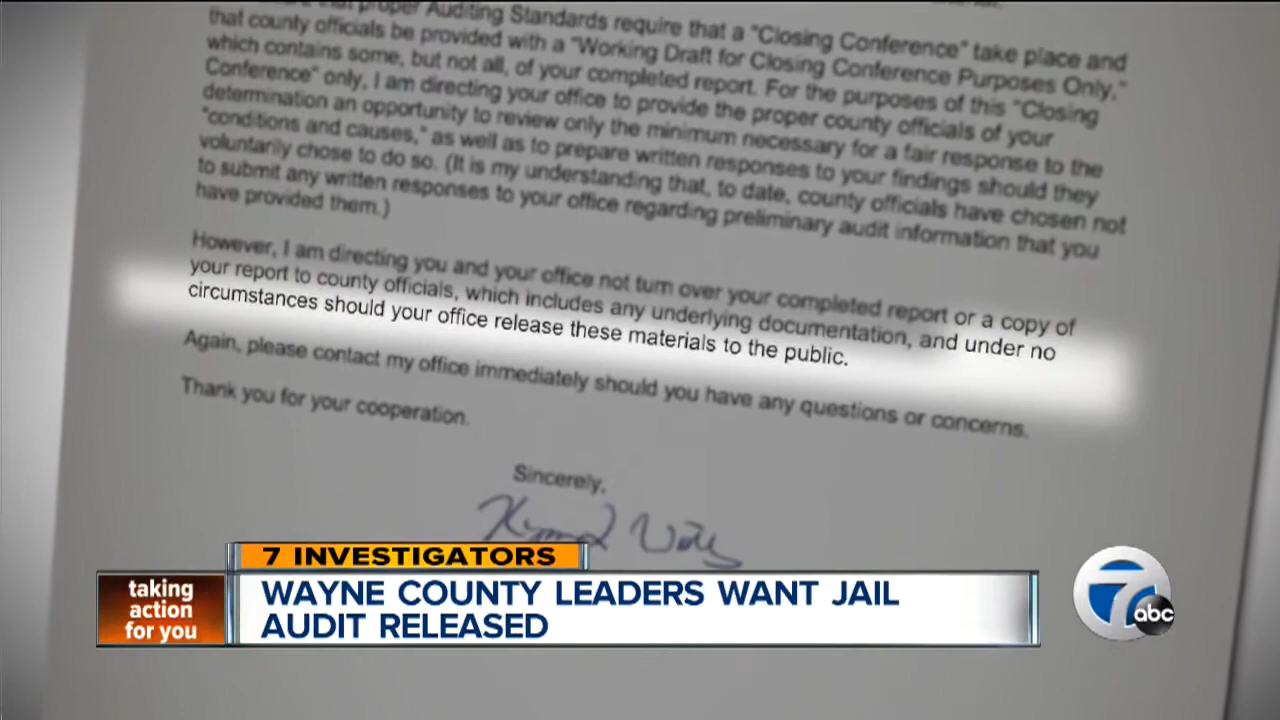 proper Auditing Standards require that a "Closing Conference" take place and
that county officials be provided with a "Working Draft for Closing Conference Purposes Only,"
which contains some, but not all, of your completed report. For the purposes of this "Closing
Conference" only, I am directing your office to provide the proper county officials of your
determination an opportunity to review only the minimum necessary for a fair response to the
"conditions and causes," as well as to prepare written responses to your findings should they
voluntarily chose to do so. (It is my understanding that, to date, county officials have chosen not
to submit any written responses to your office regarding preliminary audit information that you
have provided them.)
However, I am directing you and your office not turn over your completed report or a copy of
your report to county officials, which includes any underlying documentation, and under no
circumstances should your office release these materials to the public.
Again, please contact my office immediately should you have any questions or concerns.
Thank you for your cooperation.
Sincerely,
7 INVESTIGATORS
taking
action
for you
WAYNE COUNTY LEADERS WANT JAIL
AUDIT RELEASED
7
abc